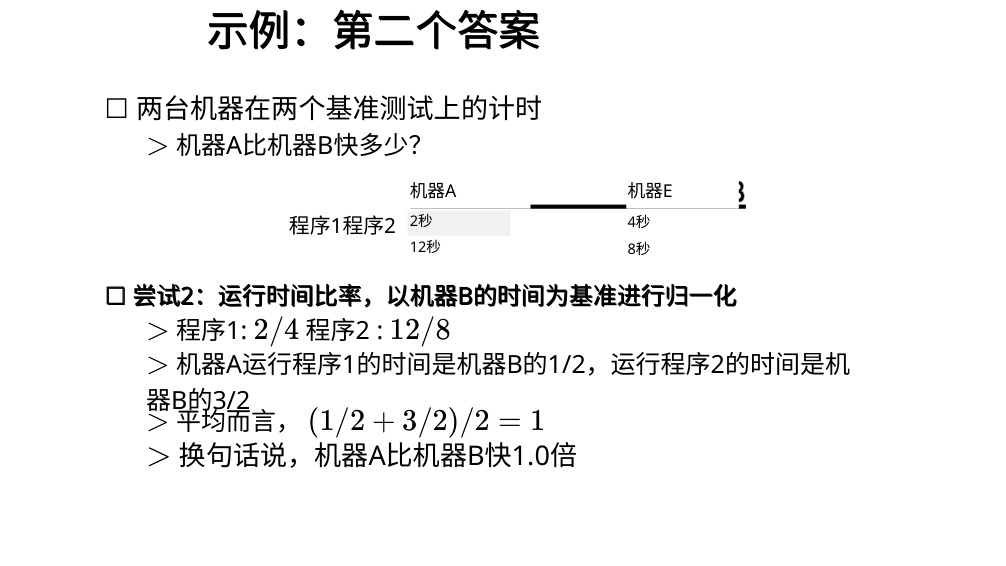 示例：第二个答案
☐ 两台机器在两个基准测试上的计时
> 机器A比机器B快多少？
机器A 机器E
程序1程序2 2秒 4秒
12秒 8秒
☐ 尝试2：运行时间比率，以机器B的时间为基准进行归一化
> 程序1: 2/4 程序2 : 12/8
> 机器A运行程序1的时间是机器B的1/2，运行程序2的时间是机
器B的3/2
> 平均而言， (1/2 + 3/2)/2 = 1
> 换句话说，机器A比机器B快1.0倍